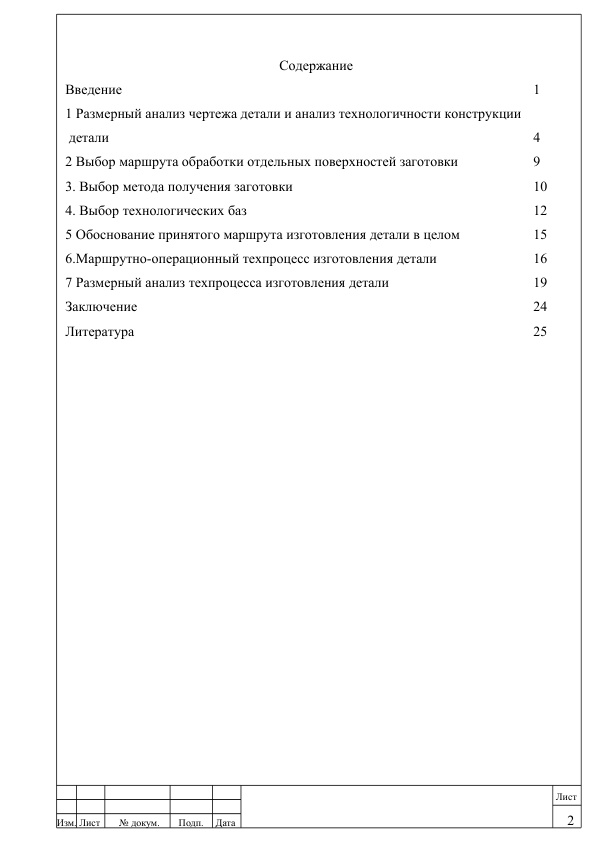 Содержание
Введение 1
1 Размерный анализ чертежа детали и анализ технологичности конструкции
детали 4
2 Выбор маршрута обработки отдельных поверхностей заготовки 9
3. Выбор метода получения заготовки 10
4. Выбор технологических баз 12
5 Обоснование принятого маршрута изготовления детали в целом 15
6.Маршрутно-операционный техпроцесс изготовления детали 16
7 Размерный анализ техпроцесса изготовления детали 19
Заключение 24
Литература 25
Лист
Изм. Лист № докум. Подп. Дата
2